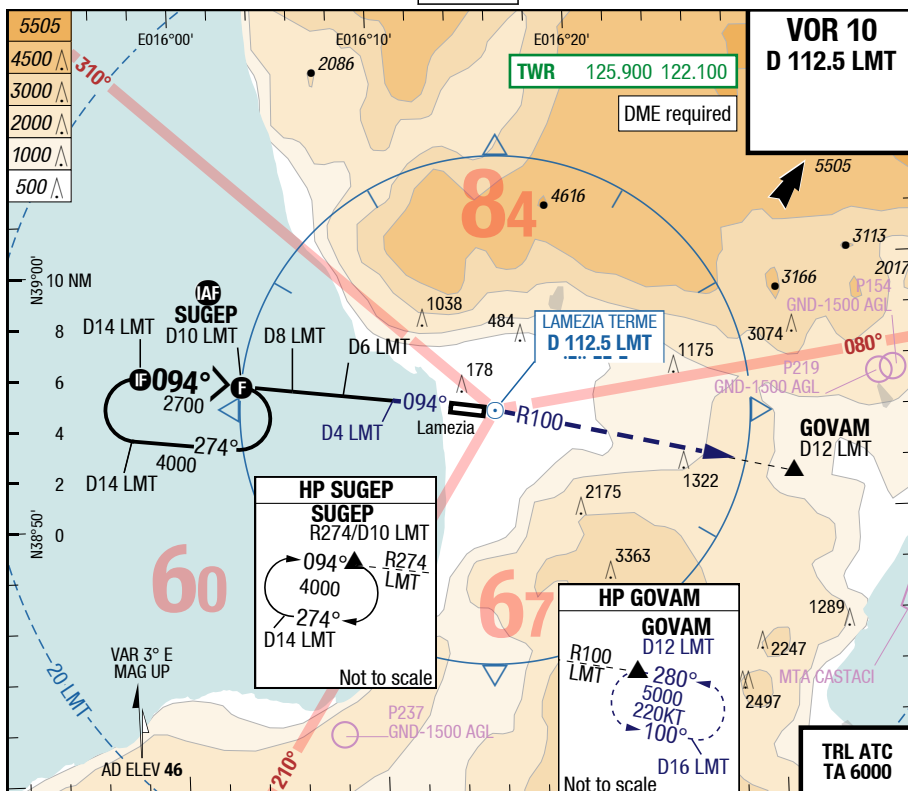 5505
4500
3000
2000
1000
500
E016°00'
E016°10'
E016°20'
VOR 10
D 112.5 LMT
TWR 125.900 122.100
DME required
310°
2086
5505
84
4616
3113
3166
2017
P154
GND-1500 AGL
N39°00'
10 NM
8
6
4
2
0
N38°50'
IAF
SUGEP
D10 LMT
D14 LMT
D8 LMT
D6 LMT
1038
484
178
LAMEZIA TERME
D 112.5 LMT
1175
3074
080°
P219
GND-1500 AGL
IF
094°
F
2700
094°
D4 LMT
Lamezia
R100
GOVAM
D12 LMT
274°
4000
D14 LMT
1322
2175
3363
HP SUGEP
SUGEP
R274/D10 LMT
094°
R274
LMT
4000
274°
D14 LMT
Not to scale
60
67
HP GOVAM
GOVAM
D12 LMT
R100
LMT
280°
5000
220KT
100°
D16 LMT
Not to scale
1289
2247
MTA CASTACI
2497
VAR 3° E
MAG UP
20 LMT
AD ELEV 46
P237
GND-1500 AGL
210°
TRL ATC
TA 6000